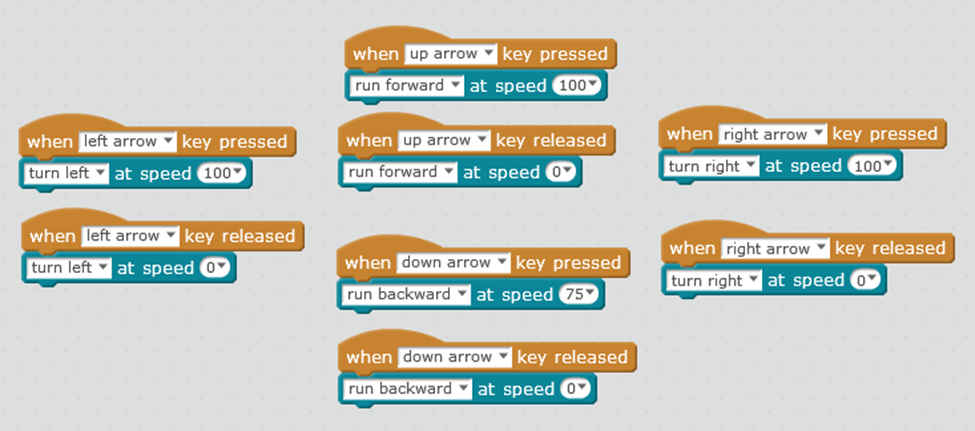 when up arrow key pressed
run forward at speed 100
when left arrow key pressed
turn left at speed 100
when up arrow key released
run forward at speed 0
when right arrow key pressed
turn right at speed 100
when left arrow key released
turn left at speed 0
when down arrow key pressed
run backward at speed 75
when right arrow key released
turn right at speed 0
when down arrow key released
run backward at speed 0